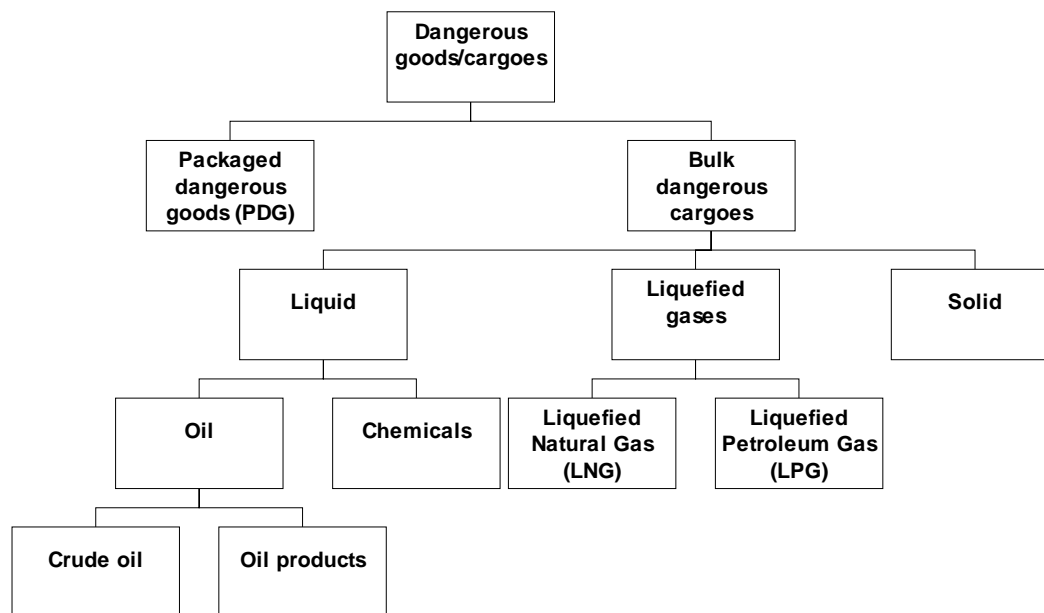 Dangerous
goods/cargoes
Packaged
dangerous
goods (PDG)
Bulk
dangerous
cargoes
Liquid
Liquefied
gases
Solid
Oil
Chemicals
Liquefied
Natural Gas
(LNG)
Liquefied
Petroleum Gas
(LPG)
Crude oil
Oil products